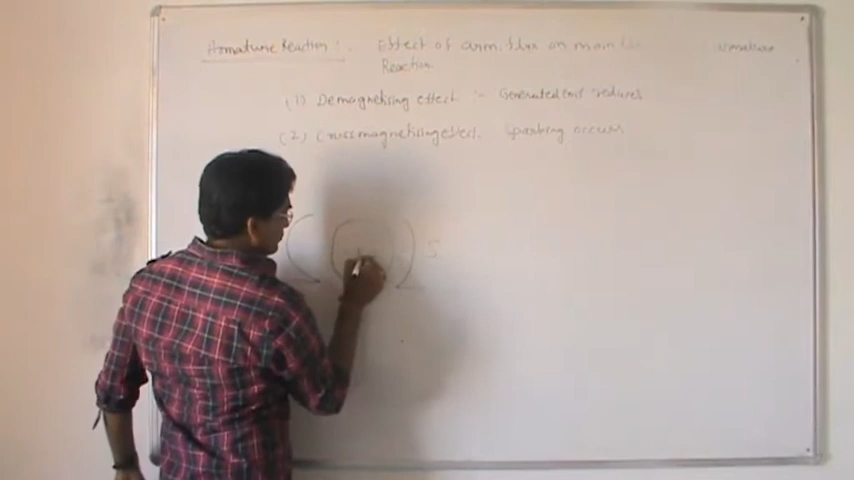 Armature Reaction :- Effect of arm. flux on main
Reaction.
(1) Demagnetising effect :- Generated emf reduces
(2) Cross magnetising effect. Sparking occurs
S